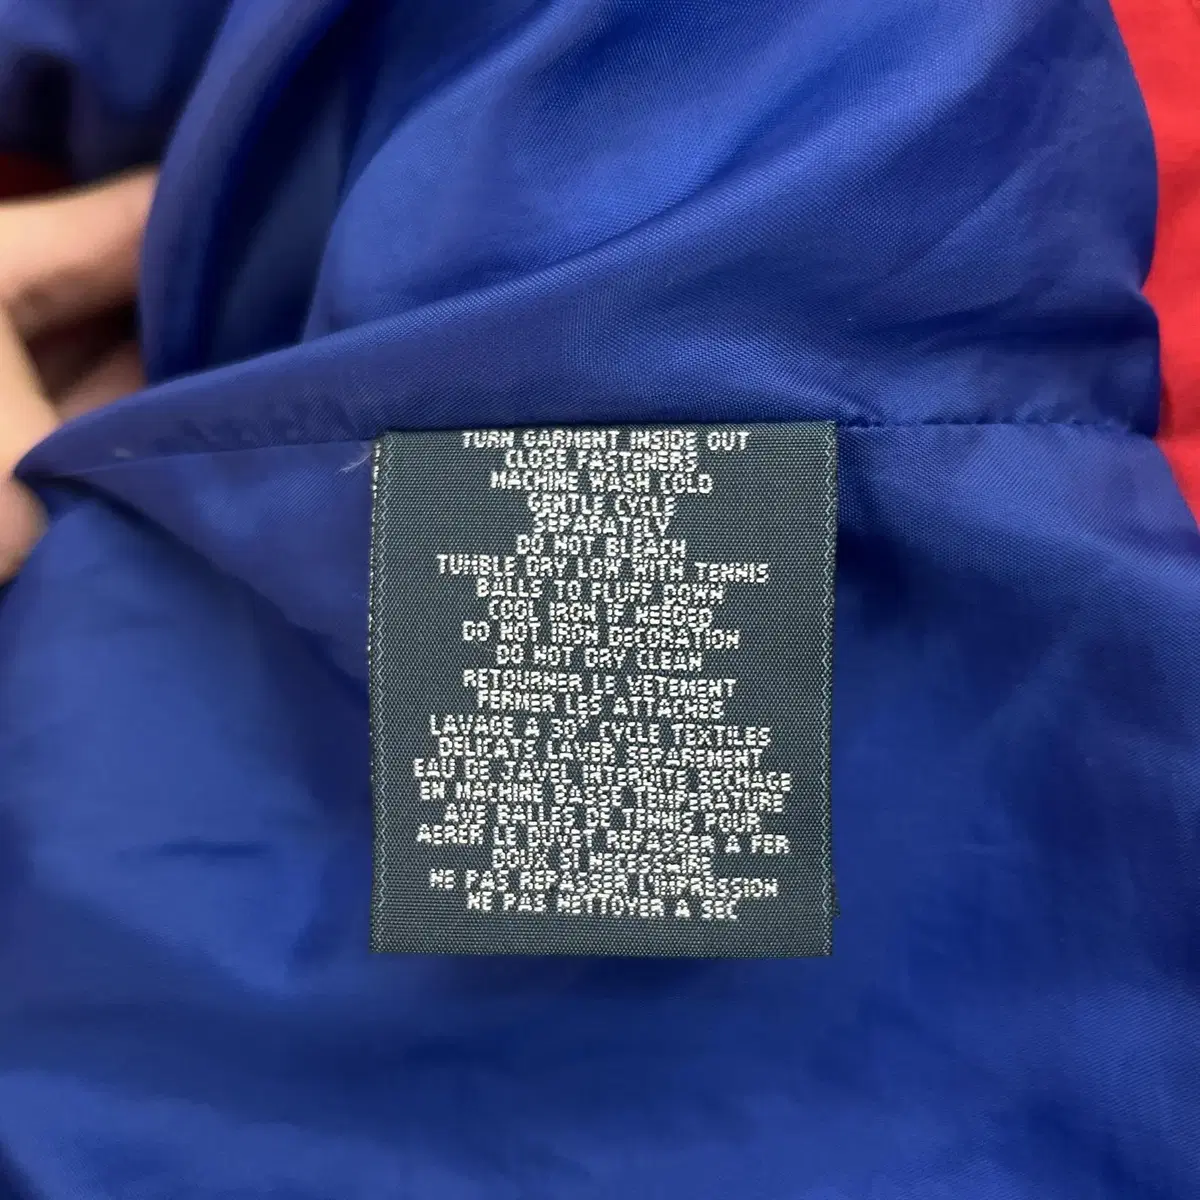 TURN GARMENT INSIDE OUT
CLOSE FASTENERS
MACHINE WASH COLD
GENTLE CYCLE
SEPARATELY
DO NOT BLEACH
TUMBLE DRY LOW WITH TENNIS
BALLS TO FLUFF DOWN
COOL IRON IF NEEDED
DO NOT IRON DECORATION
DO NOT DRY CLEAN
RETOURNER LE VETEMENT
FERMER LES ATTACHES
LAVAGE A 30° CYCLE TEXTILES
DELICATS LAVER SEPARMENT
EAU DE JAVEL INTERDITE SECHAGE
EN MACHINE BASSE TEMPERATURE
AVE BALLES DE TENNIS POUR
AERER LE DUVET REPASSER A FER
DOUX SI NECESSAIRE
NE PAS REPASSER L'IMPRESSION
NE PAS NETTOYER A SEC